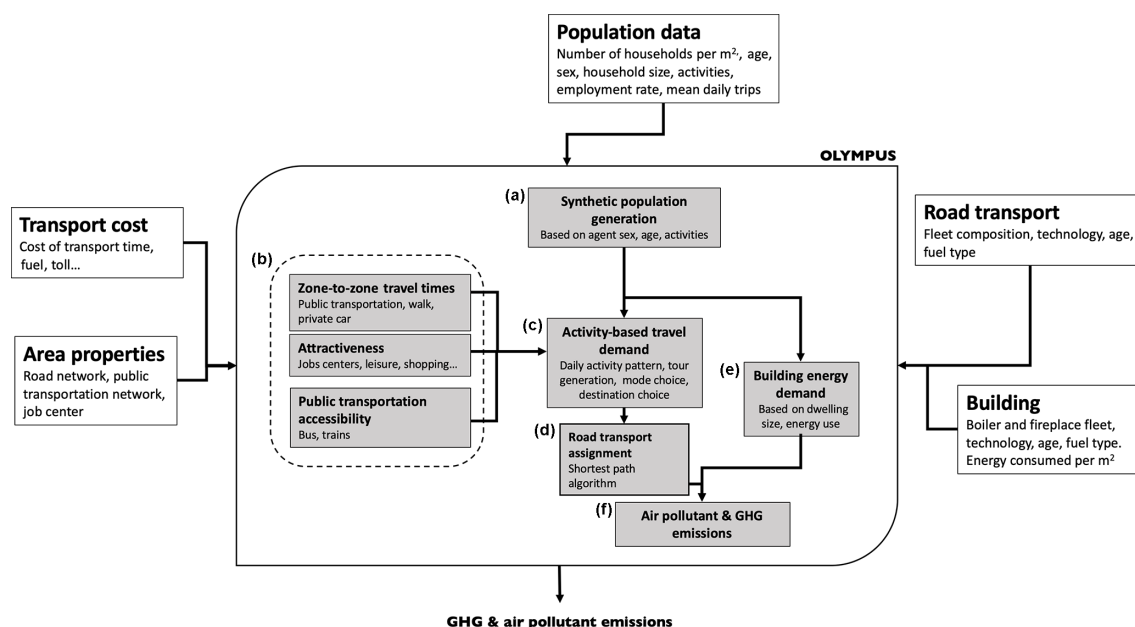 Population data
Number of households per m²,, age,
sex, household size, activities,
employment rate, mean daily trips
OLYMPUS
Transport cost
Cost of transport time,
fuel, toll...
Area properties
Road network, public
transportation network,
job center
(a)
Synthetic population
generation
Based on agent sex, age, activities
(b)
Zone-to-zone travel times
Public transportation, walk,
private car
Attractiveness
Jobs centers, leisure, shopping...
Public transportation
accessibility
Bus, trains
(c)
Activity-based travel
demand
Daily activity pattern, tour
generation, mode choice,
destination choice
(d)
Road transport
assignment
Shortest path
algorithm
(e)
Building energy
demand
Based on dwelling
size, energy use
(f)
Air pollutant & GHG
emissions
Road transport
Fleet composition, technology, age,
fuel type
Building
Boiler and fireplace fleet,
technology, age, fuel type.
Energy consumed per m²
GHG & air pollutant emissions